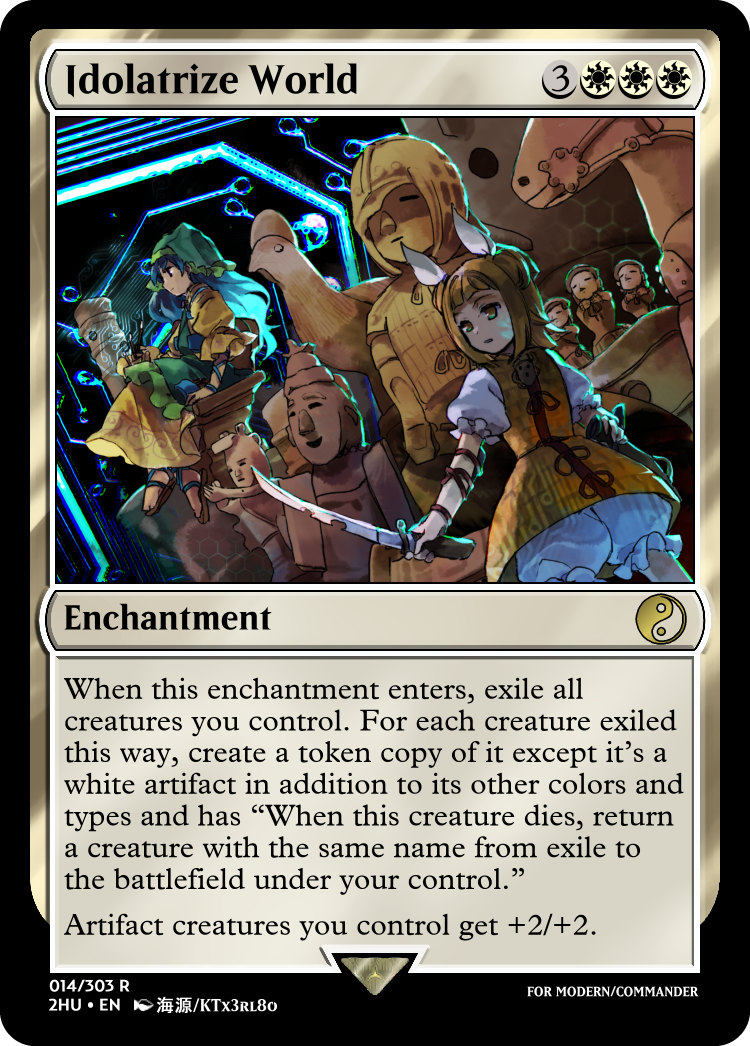 Idolatrize World 3
Enchantment
When this enchantment enters, exile all
creatures you control. For each creature exiled
this way, create a token copy of it except it's a
white artifact in addition to its other colors and
types and has “When this creature dies, return
a creature with the same name from exile to
the battlefield under your control.”
Artifact creatures you control get +2/+2.
014/303 R
2HU • EN 海源/KTx3rl8o
FOR MODERN/COMMANDER